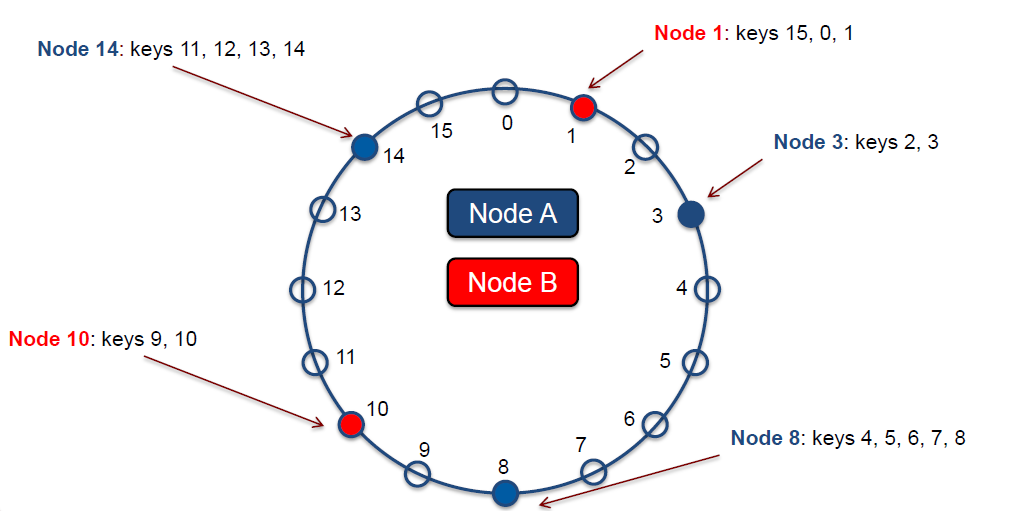 Node 1: keys 15, 0, 1
Node 14: keys 11, 12, 13, 14
0
15
1
Node 3: keys 2, 3
14
2
Node A
13
3
Node B
12
4
Node 10: keys 9, 10
11
5
10
6
Node 8: keys 4, 5, 6, 7, 8
9
7
8